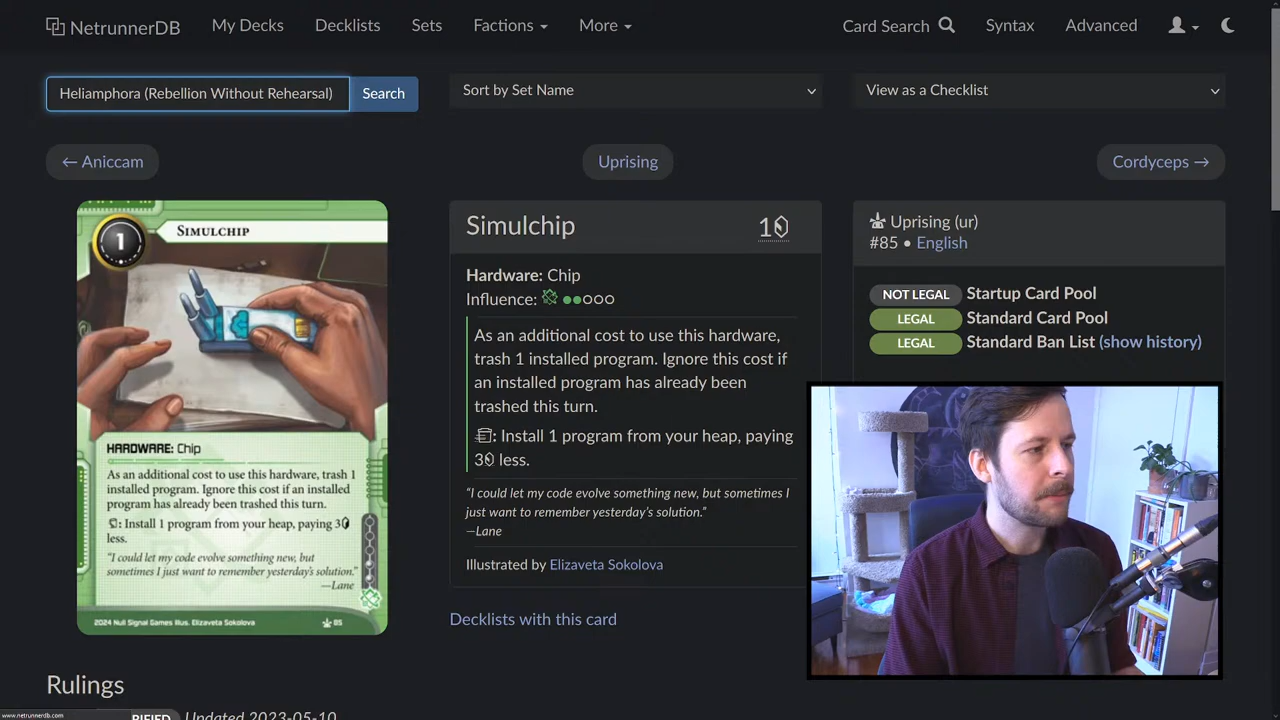 NetrunnerDB My Decks Decklists Sets Factions More Card Search Syntax Advanced
Heliamphora (Rebellion Without Rehearsal) Search Sort by Set Name View as a Checklist
← Aniccam Uprising Cordyceps →
1
SIMULCHIP
HARDWARE: Chip
As an additional cost to use this hardware, trash 1
installed program. Ignore this cost if an installed
program has already been trashed this turn.
: Install 1 program from your heap, paying 3
less.
"I could let my code evolve something new, but
sometimes I just want to remember yesterday's solution."
—Lane
2024 Null Signal Games Illus. Elizaveta Sokolova 85
Simulchip 1
Hardware: Chip
Influence:
As an additional cost to use this hardware,
trash 1 installed program. Ignore this cost if
an installed program has already been
trashed this turn.
: Install 1 program from your heap, paying
3 less.
“I could let my code evolve something new, but sometimes I
just want to remember yesterday’s solution.”
—Lane
Illustrated by Elizaveta Sokolova
Decklists with this card
Uprising (ur)
#85 • English
NOT LEGAL Startup Card Pool
LEGAL Standard Card Pool
LEGAL Standard Ban List (show history)
Rulings
Updated 2023-05-10
www.netrunnerdb.com